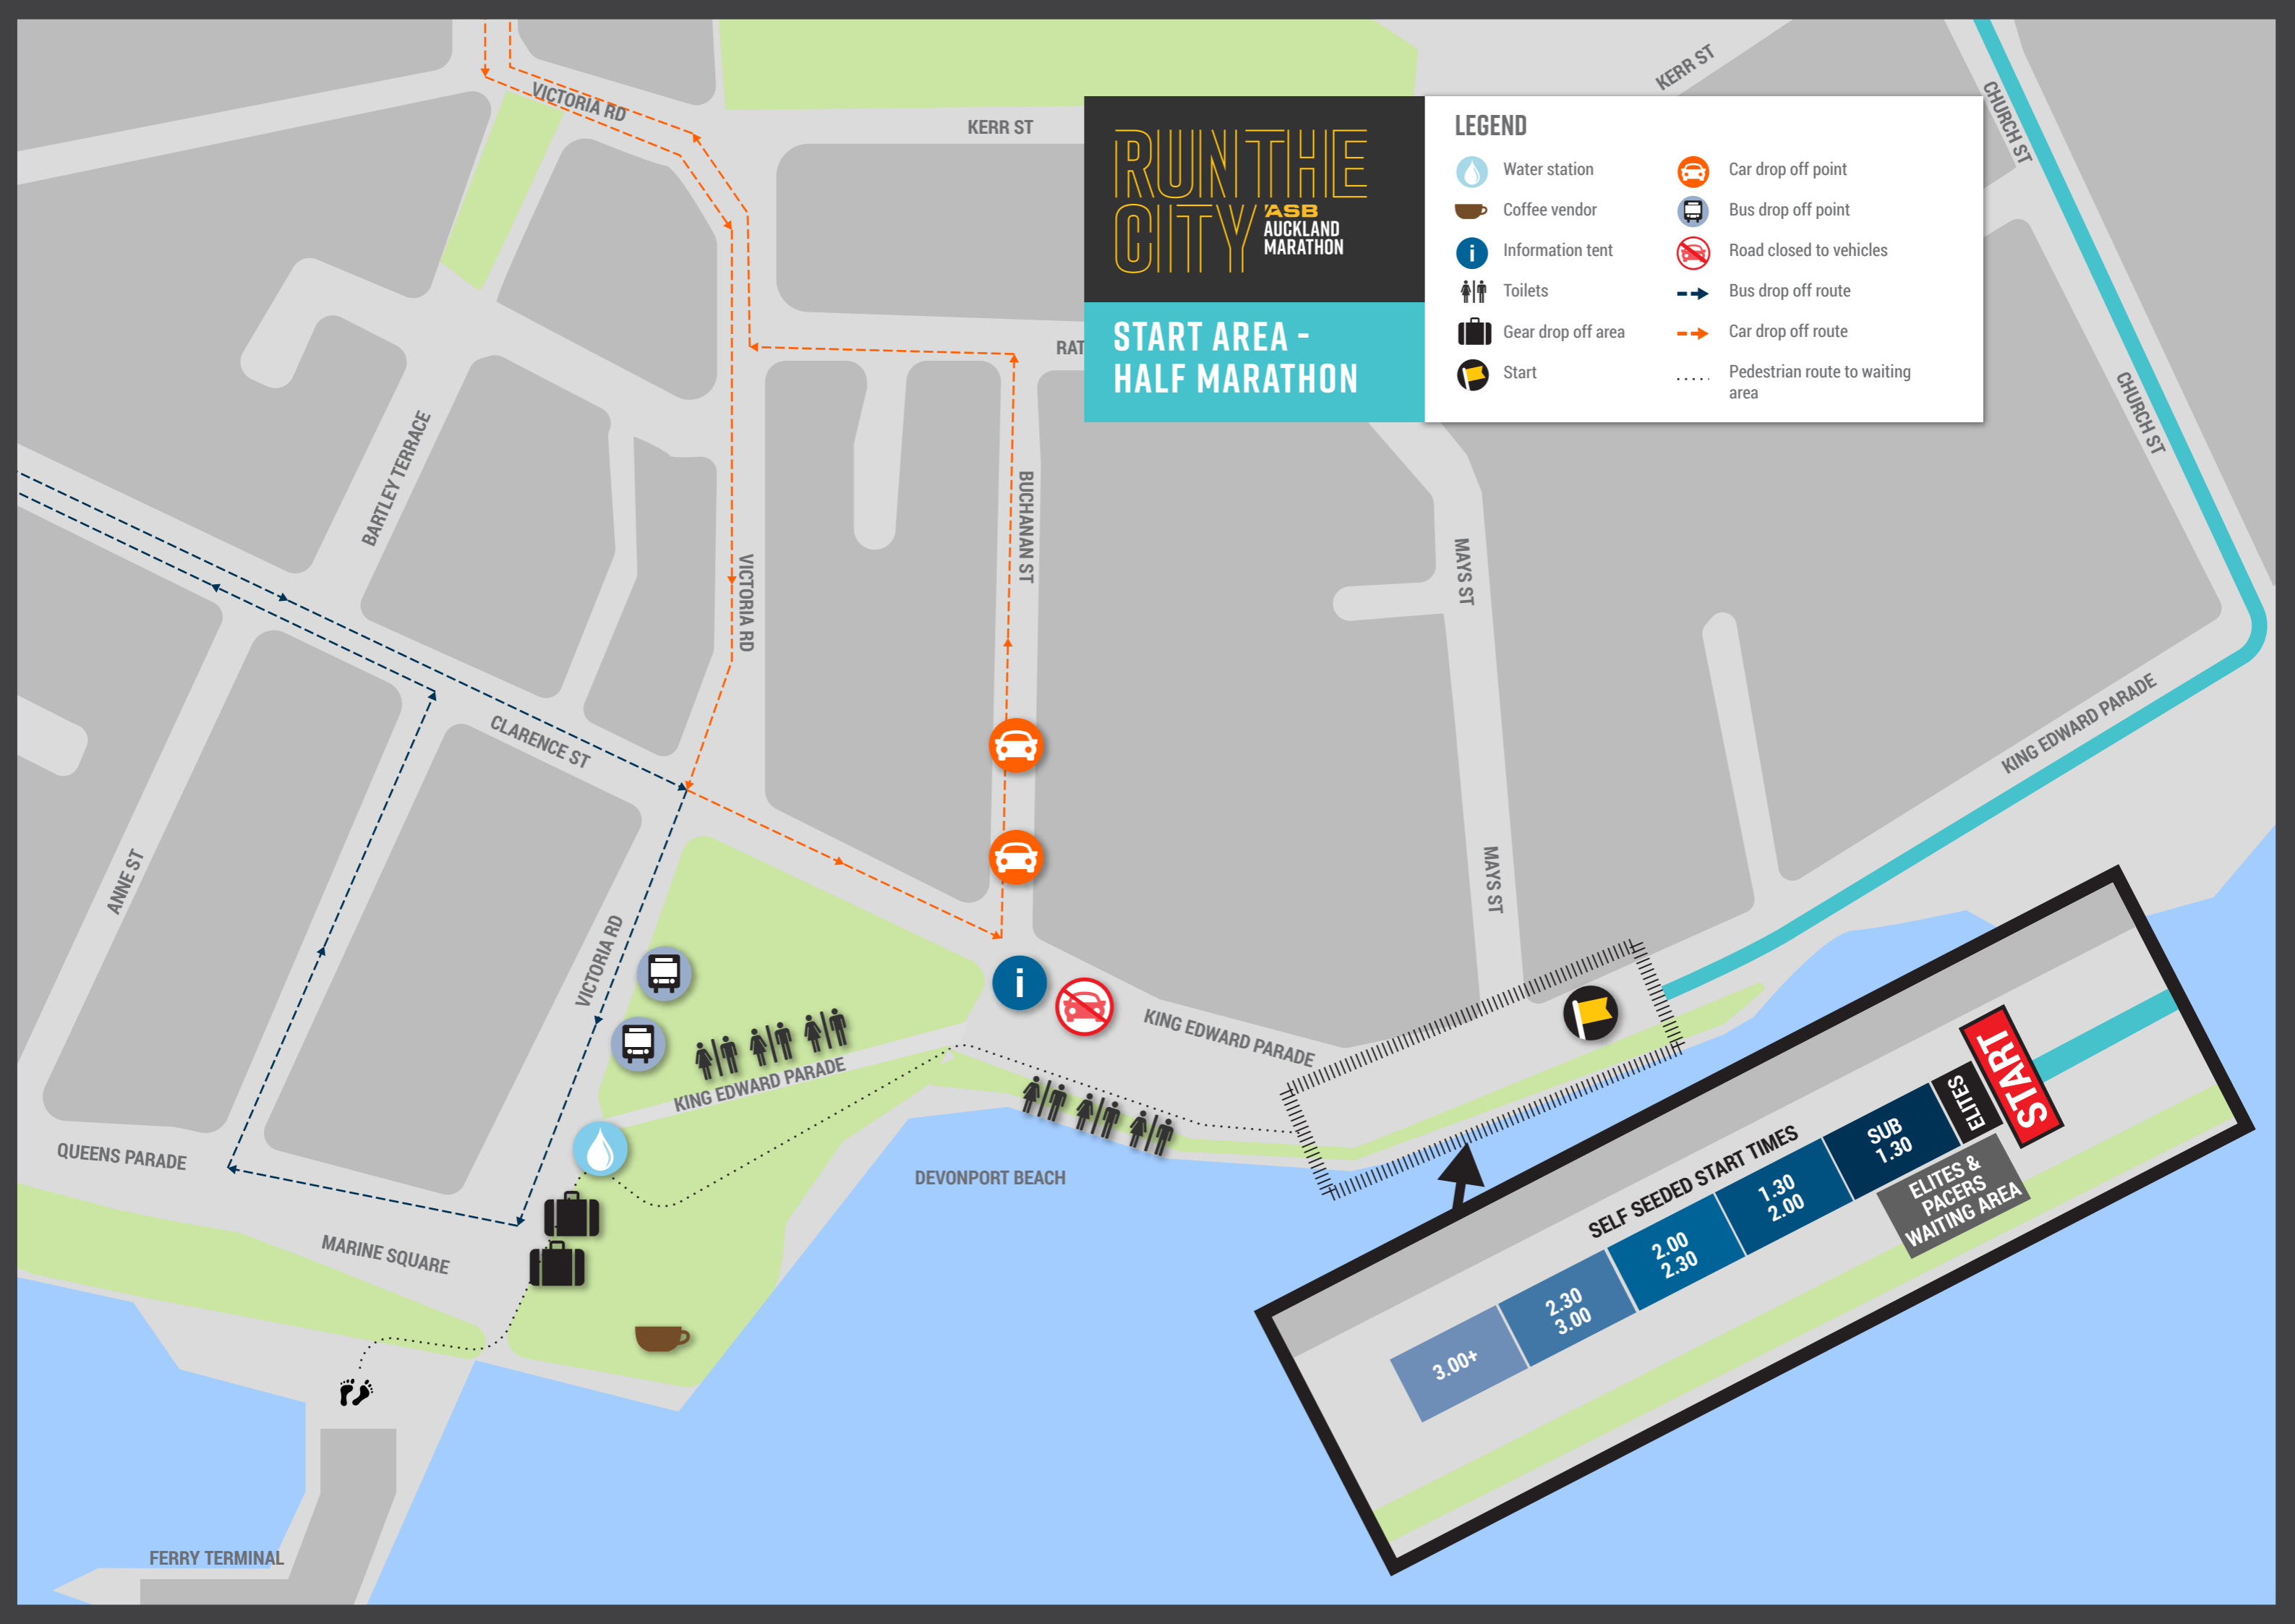 VICTORIA RD
KERR ST
KERR ST
CHURCH ST
RUN THE
CITY
ASB
AUCKLAND
MARATHON
START AREA -
HALF MARATHON
LEGEND
Water station
Coffee vendor
i
Information tent
Toilets
Gear drop off area
Start
Car drop off point
Bus drop off point
Road closed to vehicles
Bus drop off route
Car drop off route
Pedestrian route to waiting
area
RAT
CHURCH ST
BARTLEY TERRACE
BUCHANAN ST
VICTORIA RD
MAYS ST
KING EDWARD PARADE
CLARENCE ST
ANNE ST
MAYS ST
VICTORIA RD
i
KING EDWARD PARADE
KING EDWARD PARADE
QUEENS PARADE
DEVONPORT BEACH
MARINE SQUARE
FERRY TERMINAL
START
ELITES
SELF SEEDED START TIMES
SUB
1.30
1.30
2.00
2.00
2.30
2.30
3.00
3.00+
ELITES &
PACERS
WAITING AREA